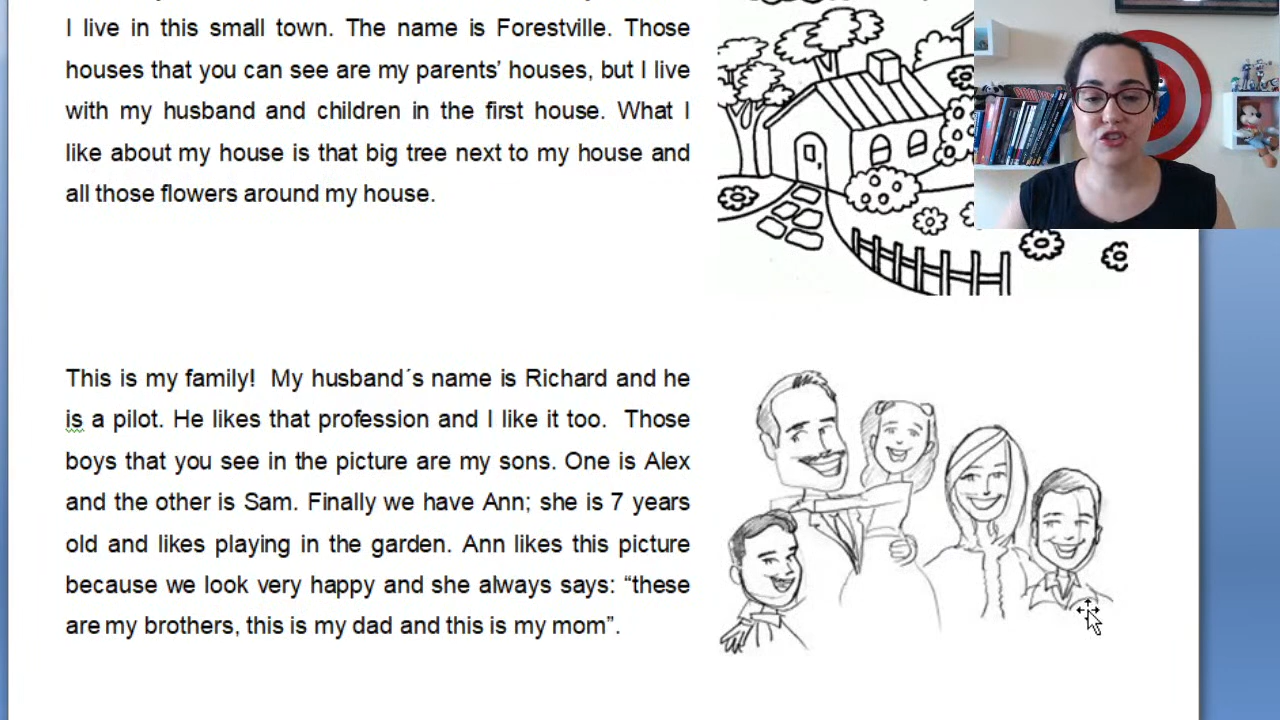 I live in this small town. The name is Forestville. Those
houses that you can see are my parents’ houses, but I live
with my husband and children in the first house. What I
like about my house is that big tree next to my house and
all those flowers around my house.
This is my family!  My husband´s name is Richard and he
is a pilot. He likes that profession and I like it too.  Those
boys that you see in the picture are my sons. One is Alex
and the other is Sam. Finally we have Ann; she is 7 years
old and likes playing in the garden. Ann likes this picture
because we look very happy and she always says: “these
are my brothers, this is my dad and this is my mom”.